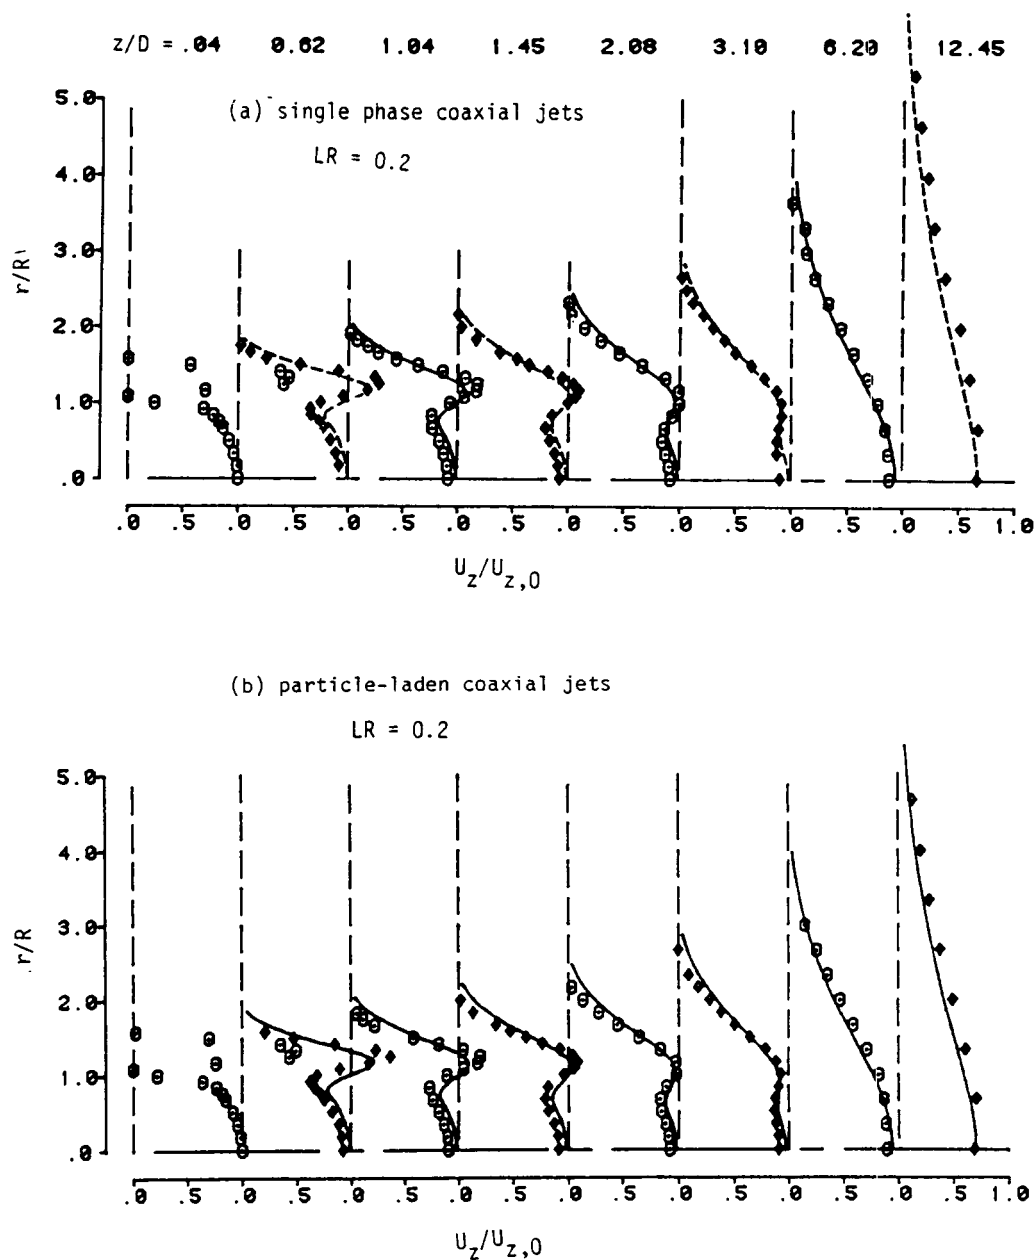 z/D = .04 0.62 1.04 1.45 2.08 3.10 6.20 12.45
(a) single phase coaxial jets
LR = 0.2
5.0
4.0
3.0
2.0
1.0
.0
r/R
.0 .5 .0 .5 .0 .5 .0 .5 .0 .5 .0 .5 .0 .5 .0 .5 1.0
U_z/U_z,0
(b) particle-laden coaxial jets
LR = 0.2
5.0
4.0
3.0
2.0
1.0
.0
r/R
.0 .5 .0 .5 .0 .5 .0 .5 .0 .5 .0 .5 .0 .5 .0 .5 1.0
U_z/U_z,0